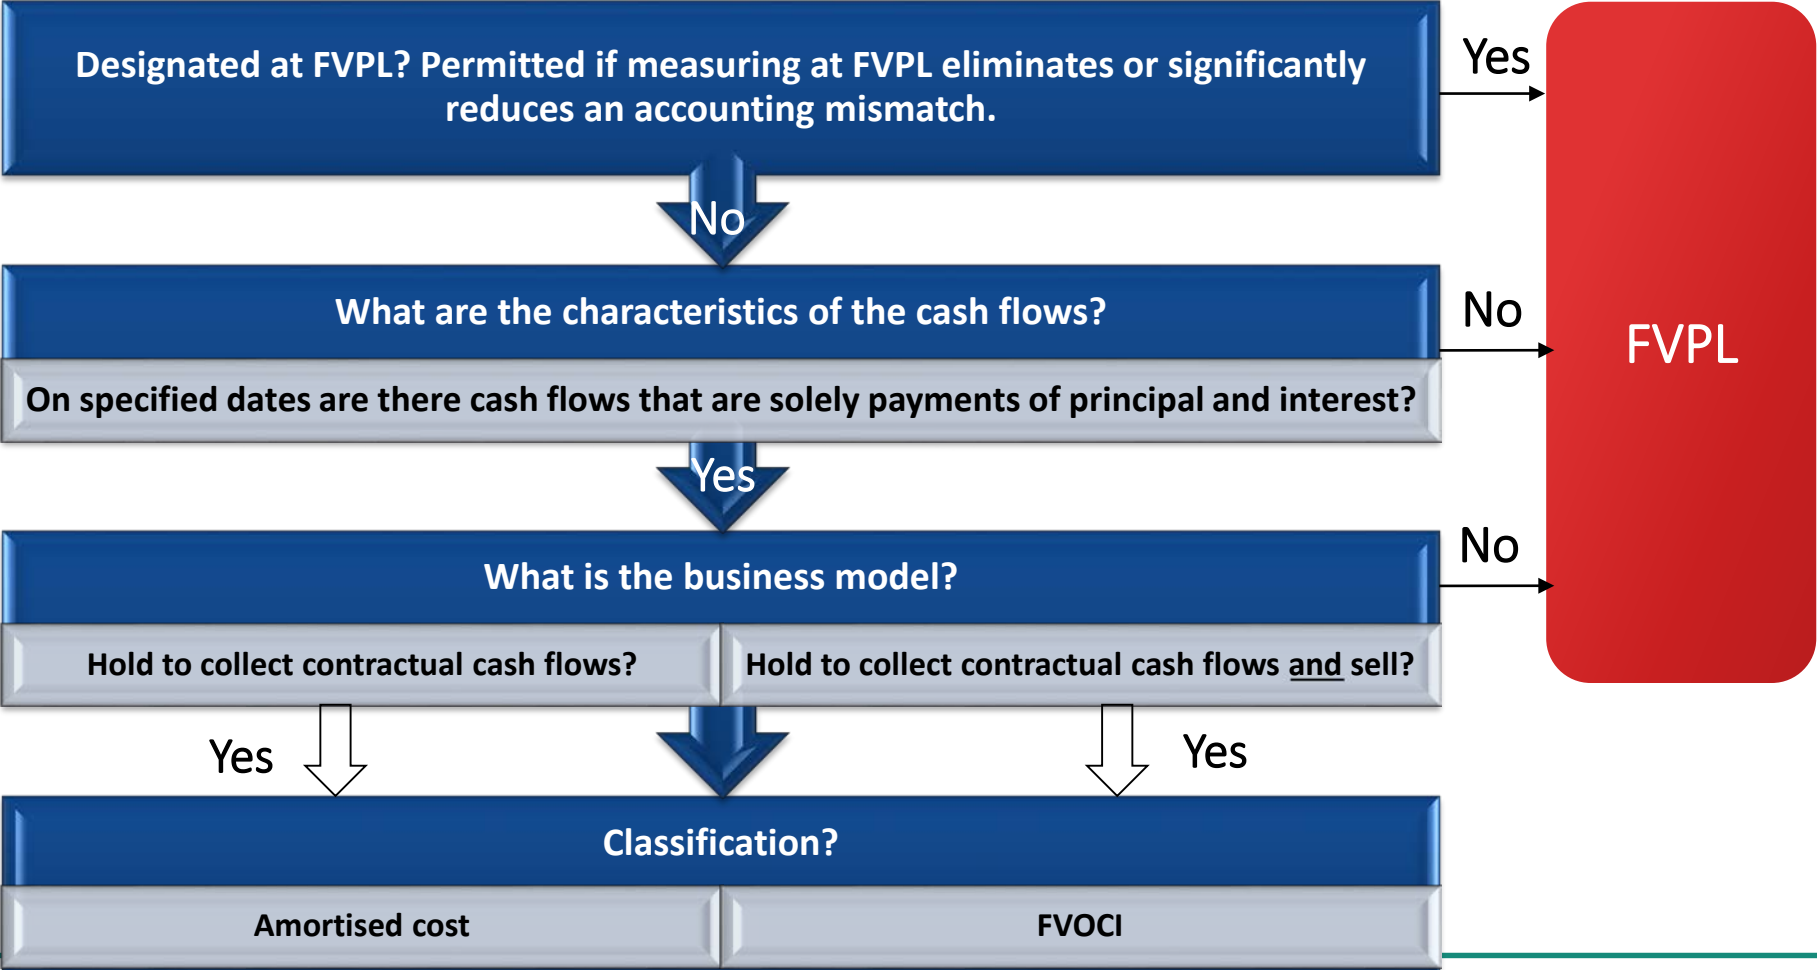 Designated at FVPL? Permitted if measuring at FVPL eliminates or significantly
reduces an accounting mismatch.
Yes
No
What are the characteristics of the cash flows?
No
On specified dates are there cash flows that are solely payments of principal and interest?
FVPL
Yes
What is the business model?
No
Hold to collect contractual cash flows?
Hold to collect contractual cash flows and sell?
Yes
Yes
Classification?
Amortised cost
FVOCI